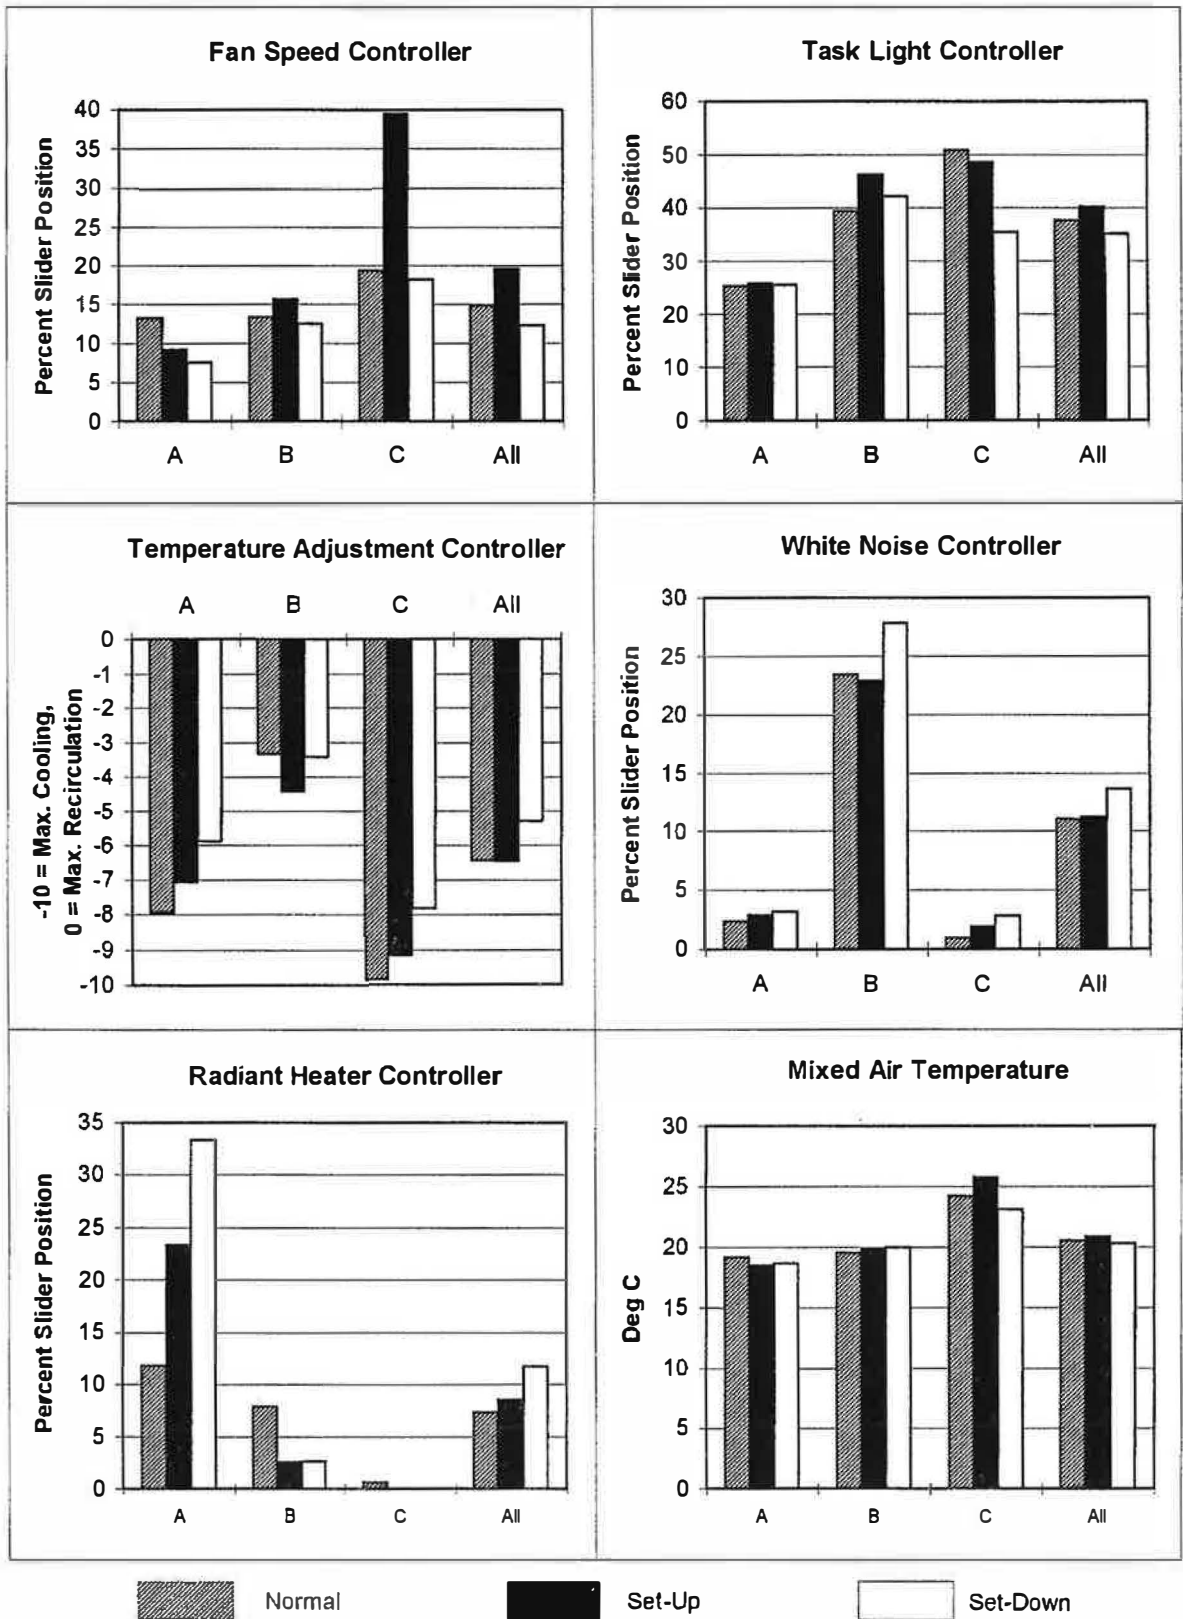 Fan Speed Controller
Percent Slider Position
40
35
30
25
20
15
10
5
0
A B C All
Task Light Controller
Percent Slider Position
60
50
40
30
20
10
0
A B C All
Temperature Adjustment Controller
A B C All
-10 = Max. Cooling,
0 = Max. Recirculation
0
-1
-2
-3
-4
-5
-6
-7
-8
-9
-10
White Noise Controller
Percent Slider Position
30
25
20
15
10
5
0
A B C All
Radiant Heater Controller
Percent Slider Position
35
30
25
20
15
10
5
0
A B C All
Mixed Air Temperature
Deg C
30
25
20
15
10
5
0
A B C All
Normal Set-Up Set-Down